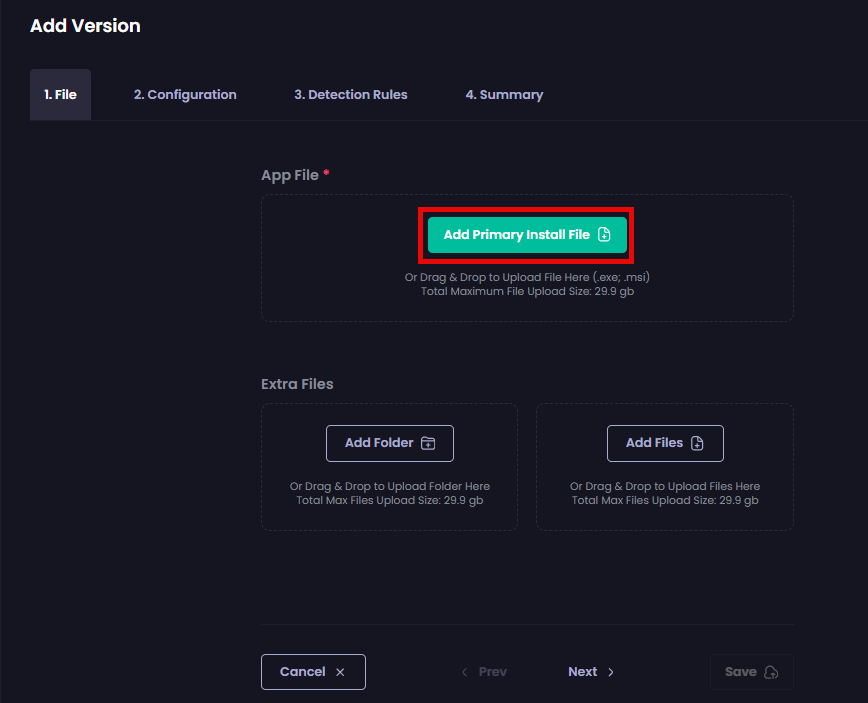 Add Version
1. File 2. Configuration 3. Detection Rules 4. Summary
App File *
Add Primary Install File
Or Drag & Drop to Upload File Here (.exe; .msi)
Total Maximum File Upload Size: 29.9 gb
Extra Files
Add Folder
Or Drag & Drop to Upload Folder Here
Total Max Files Upload Size: 29.9 gb
Add Files
Or Drag & Drop to Upload Files Here
Total Max Files Upload Size: 29.9 gb
Cancel Prev Next Save